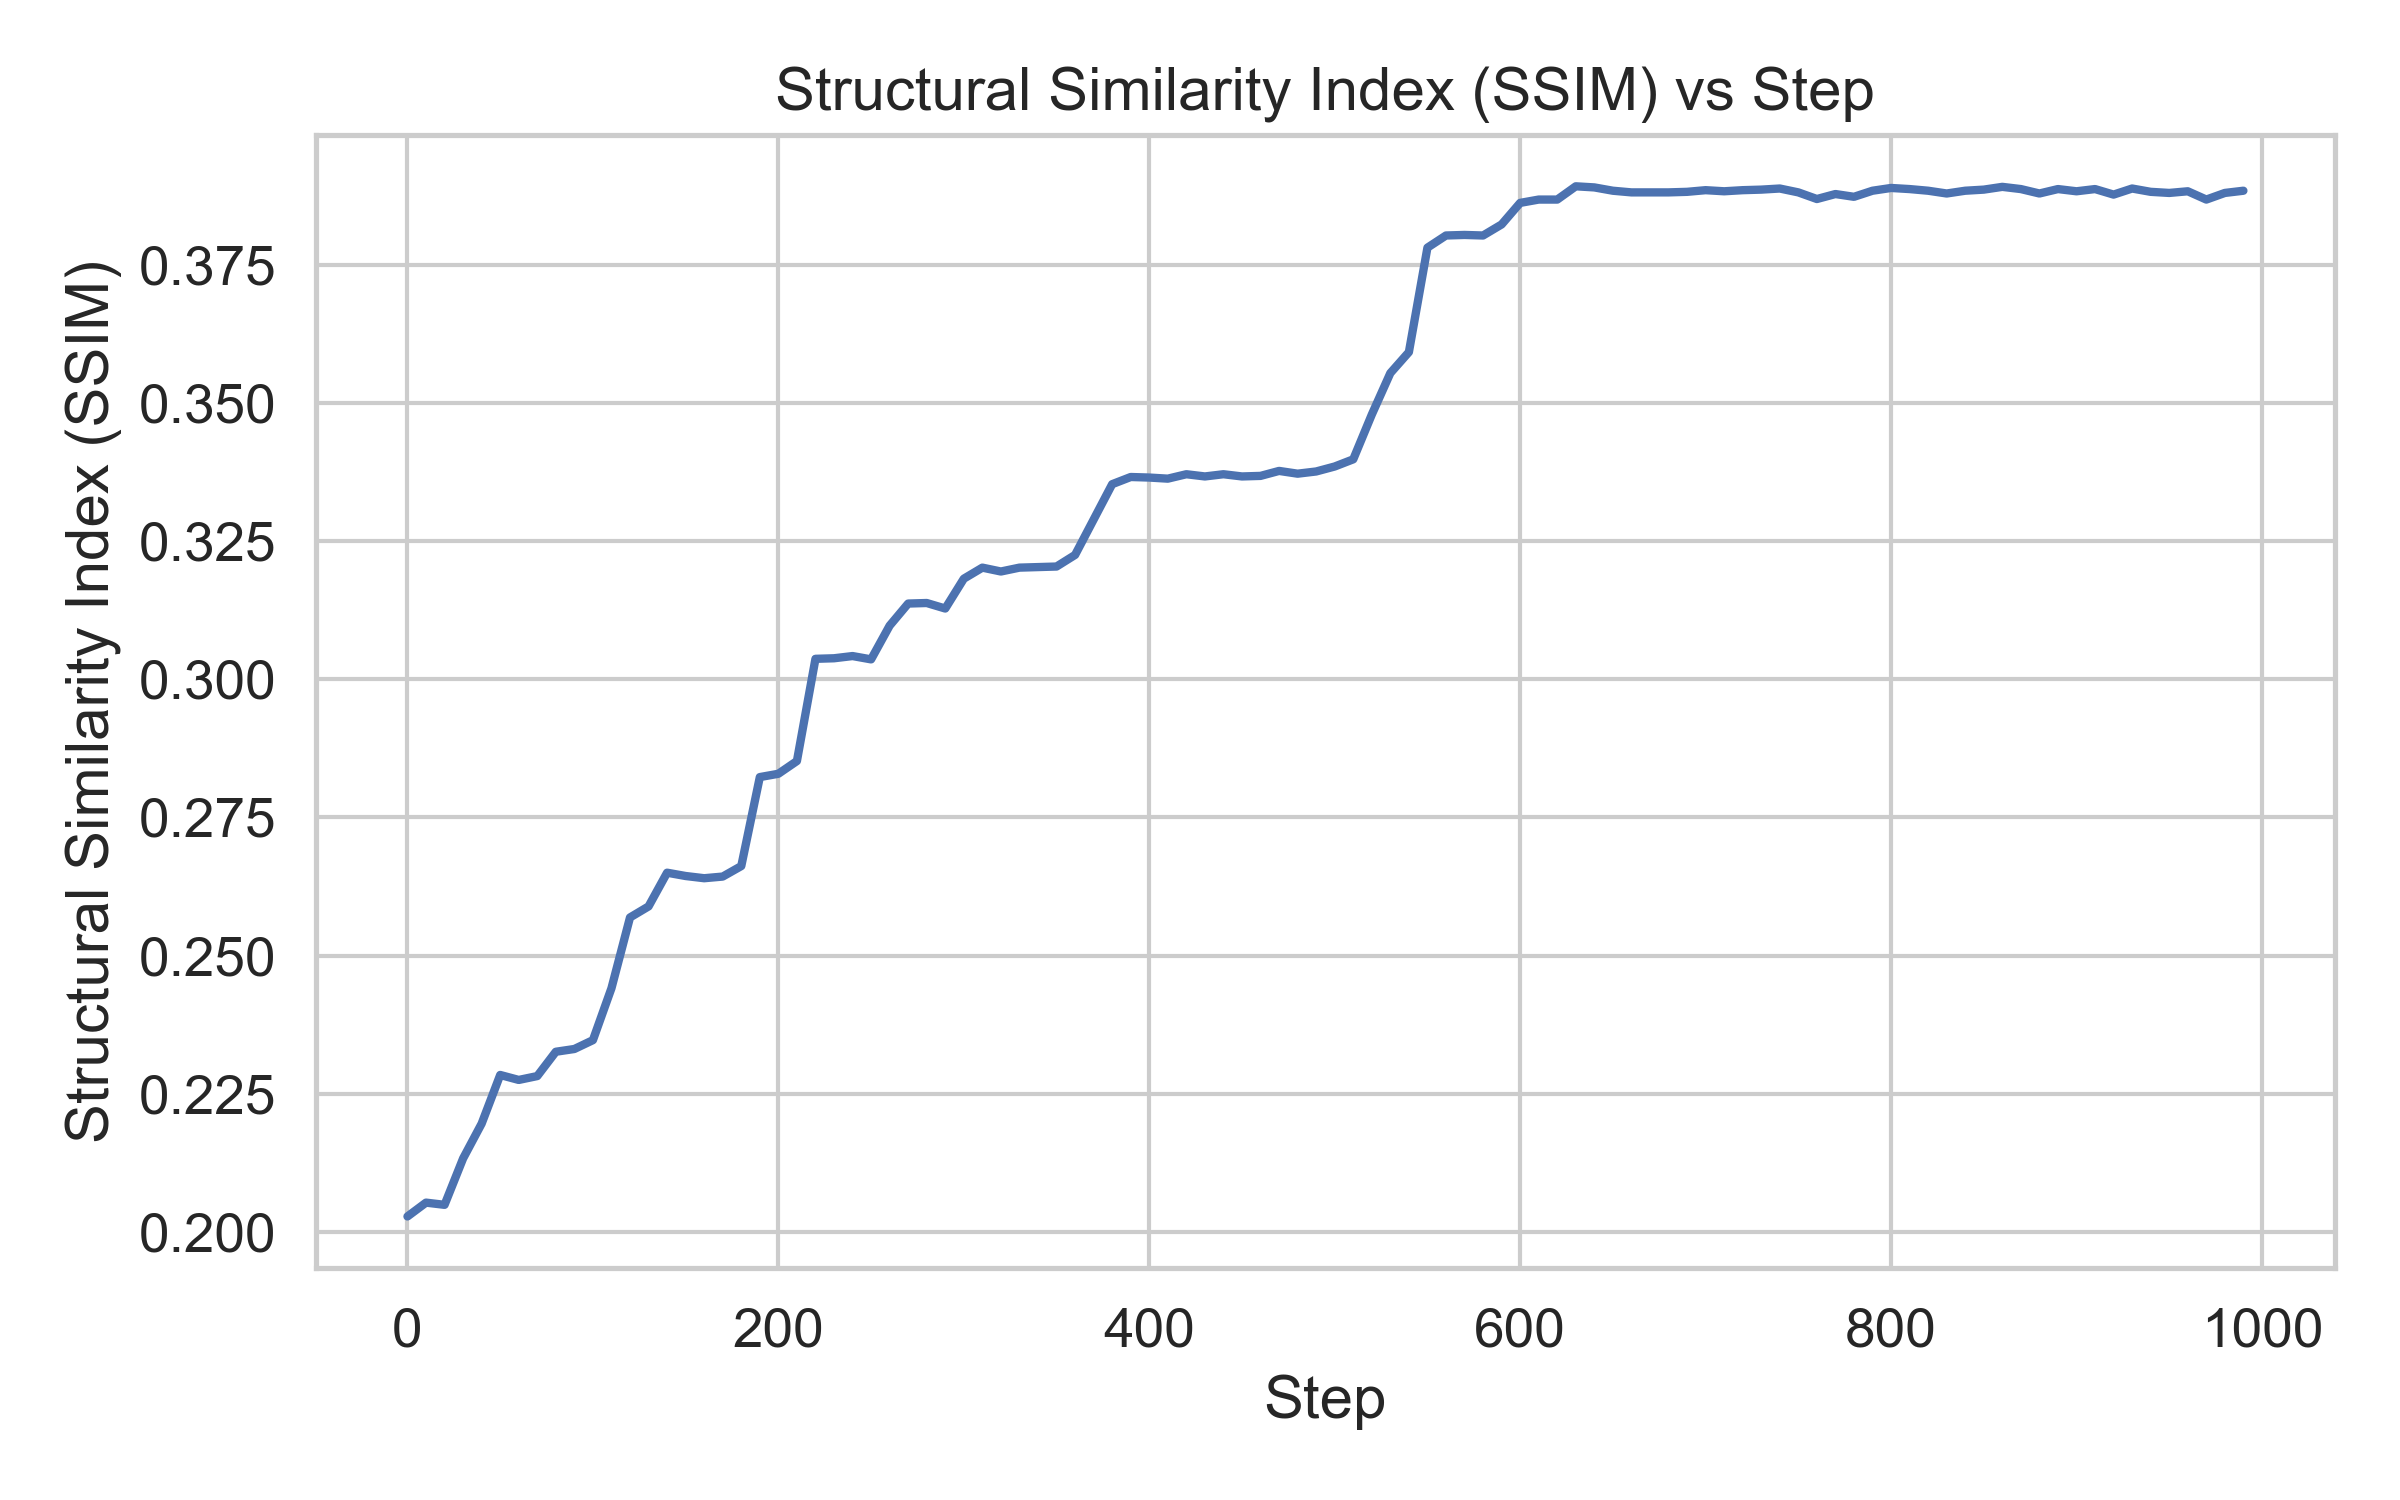 Structural Similarity Index (SSIM) vs Step
Structural Similarity Index (SSIM)
0.375
0.350
0.325
0.300
0.275
0.250
0.225
0.200
0 200 400 600 800 1000
Step